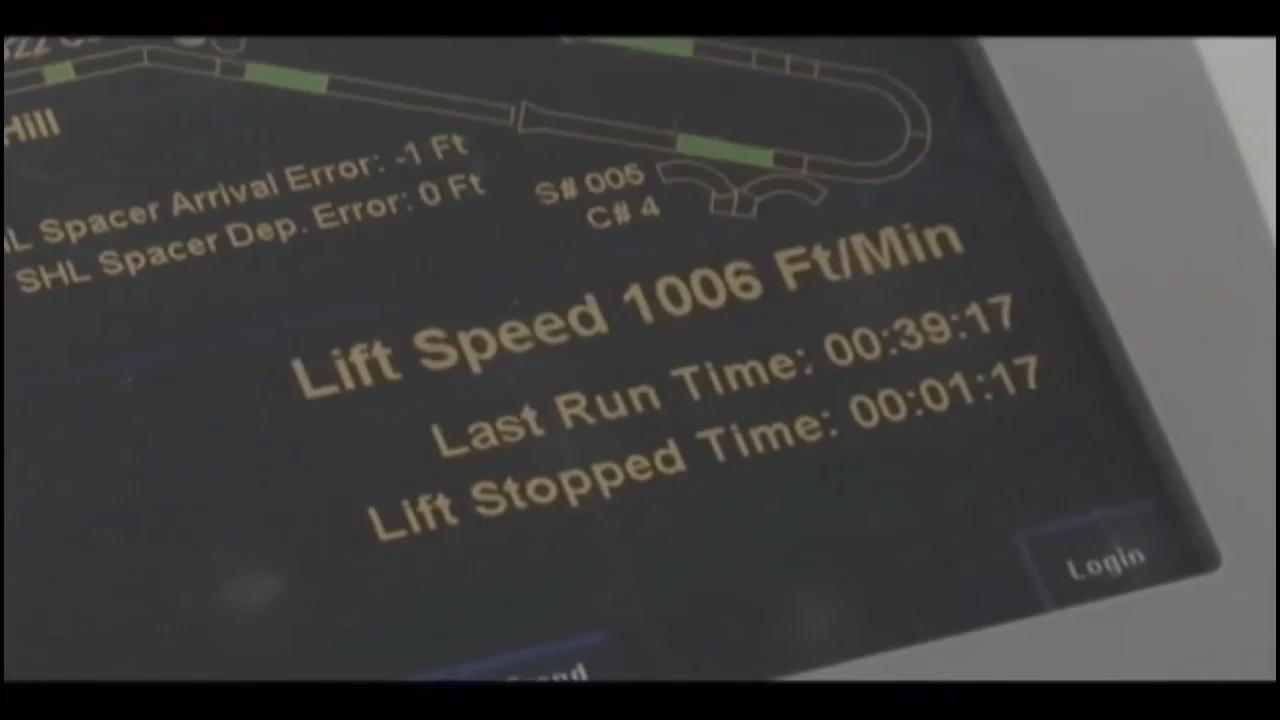 Hill
SHL Spacer Arrival Error: -1 Ft
SHL Spacer Dep. Error: 0 Ft
S# 005
C# 4
Lift Speed 1006 Ft/Min
Last Run Time: 00:39:17
Lift Stopped Time: 00:01:17
Login